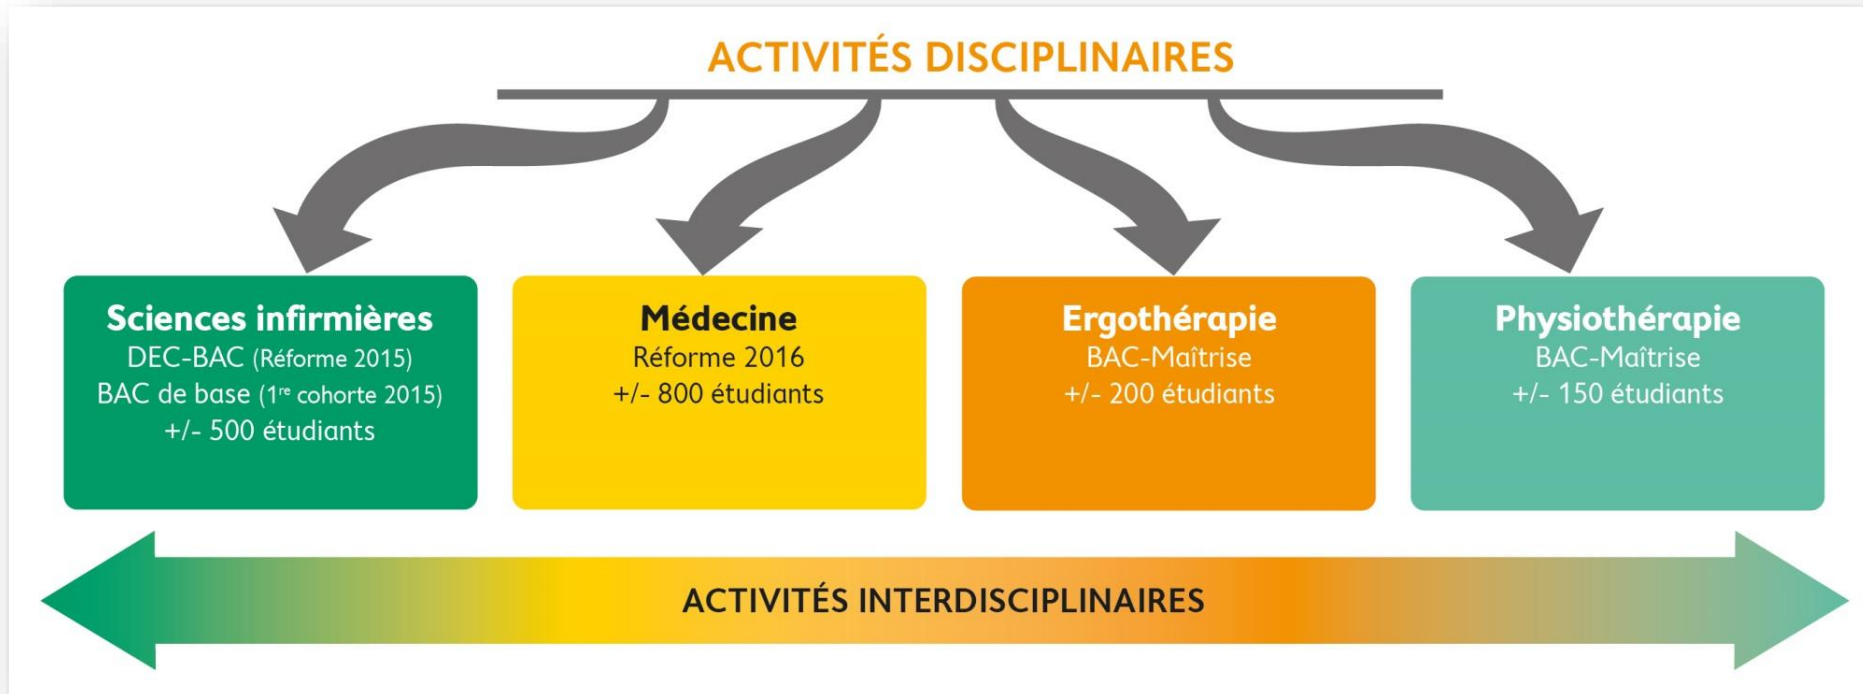 ACTIVITÉS DISCIPLINAIRES
Sciences infirmières
DEC-BAC (Réforme 2015)
BAC de base (1re cohorte 2015)
+/- 500 étudiants
Médecine
Réforme 2016
+/- 800 étudiants
Ergothérapie
BAC-Maîtrise
+/- 200 étudiants
Physiothérapie
BAC-Maîtrise
+/- 150 étudiants
ACTIVITÉS INTERDISCIPLINAIRES